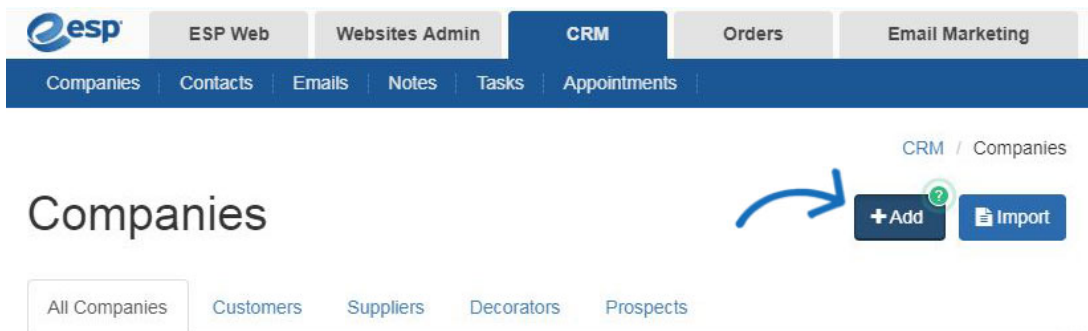 esp ESP Web Websites Admin CRM Orders Email Marketing
Companies Contacts Emails Notes Tasks Appointments
CRM / Companies
Companies
?
+ Add Import
All Companies Customers Suppliers Decorators Prospects